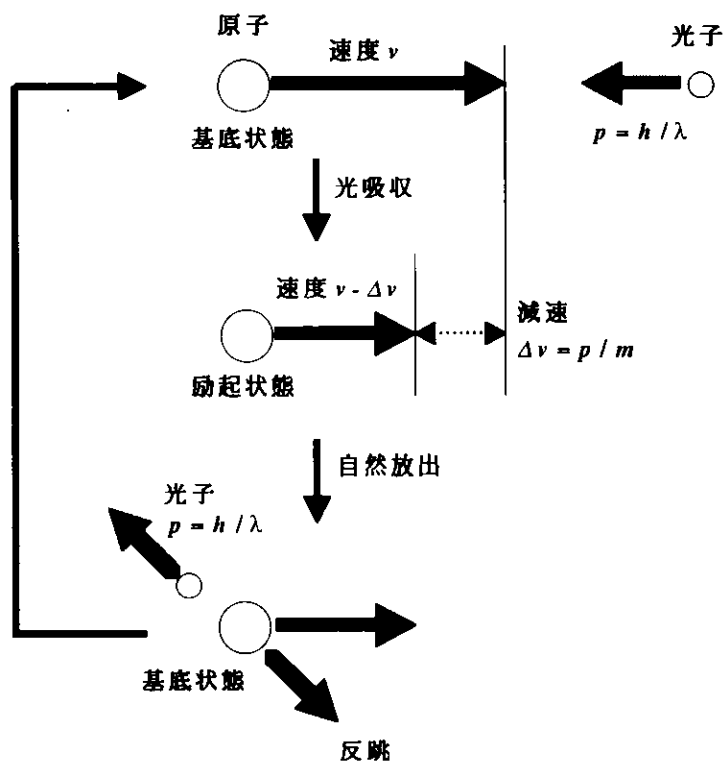 原子
速度 v
光子
基底状態
p = h / λ
光吸収
速度 v - Δv
減速
Δv = p / m
励起状態
自然放出
光子
p = h / λ
基底状態
反跳